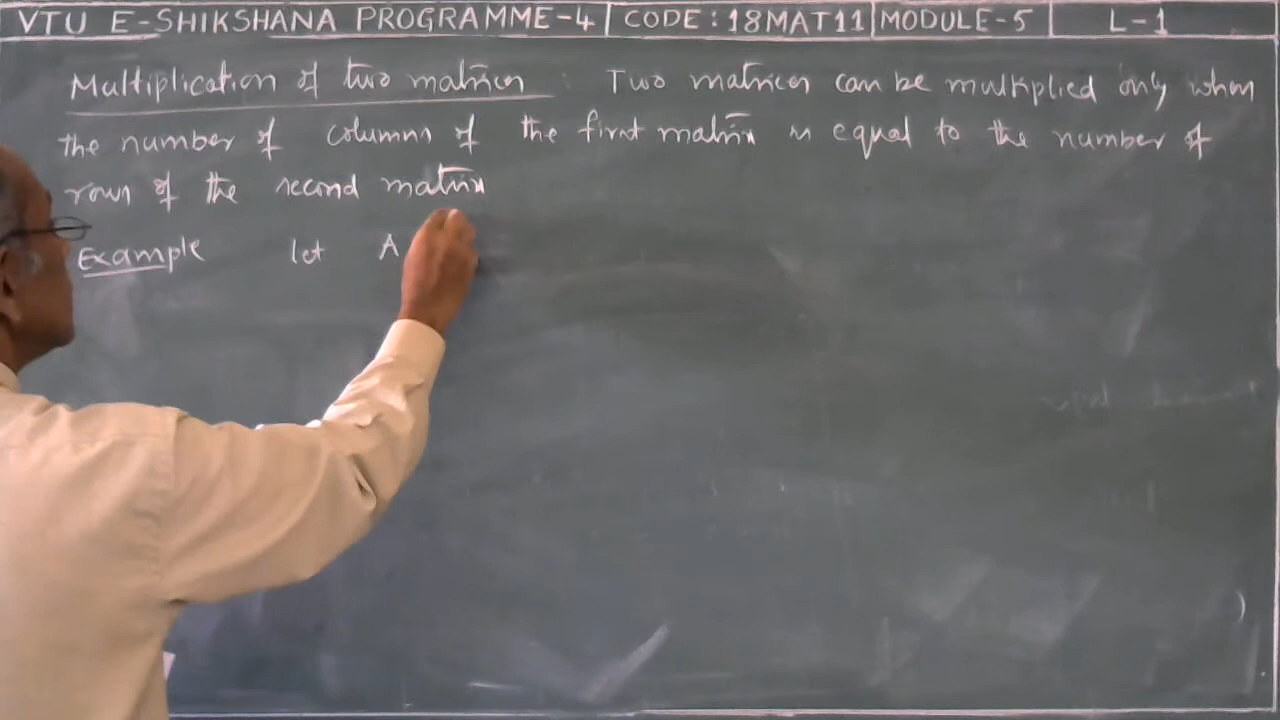 VTU E-SHIKSHANA PROGRAMME-4 | CODE: 18MAT11 | MODULE-5 | L-1
Multiplication of two matrices : Two matrices can be multiplied only when
the number of columns of the first matrix is equal to the number of
rows of the second matrix
Example let A